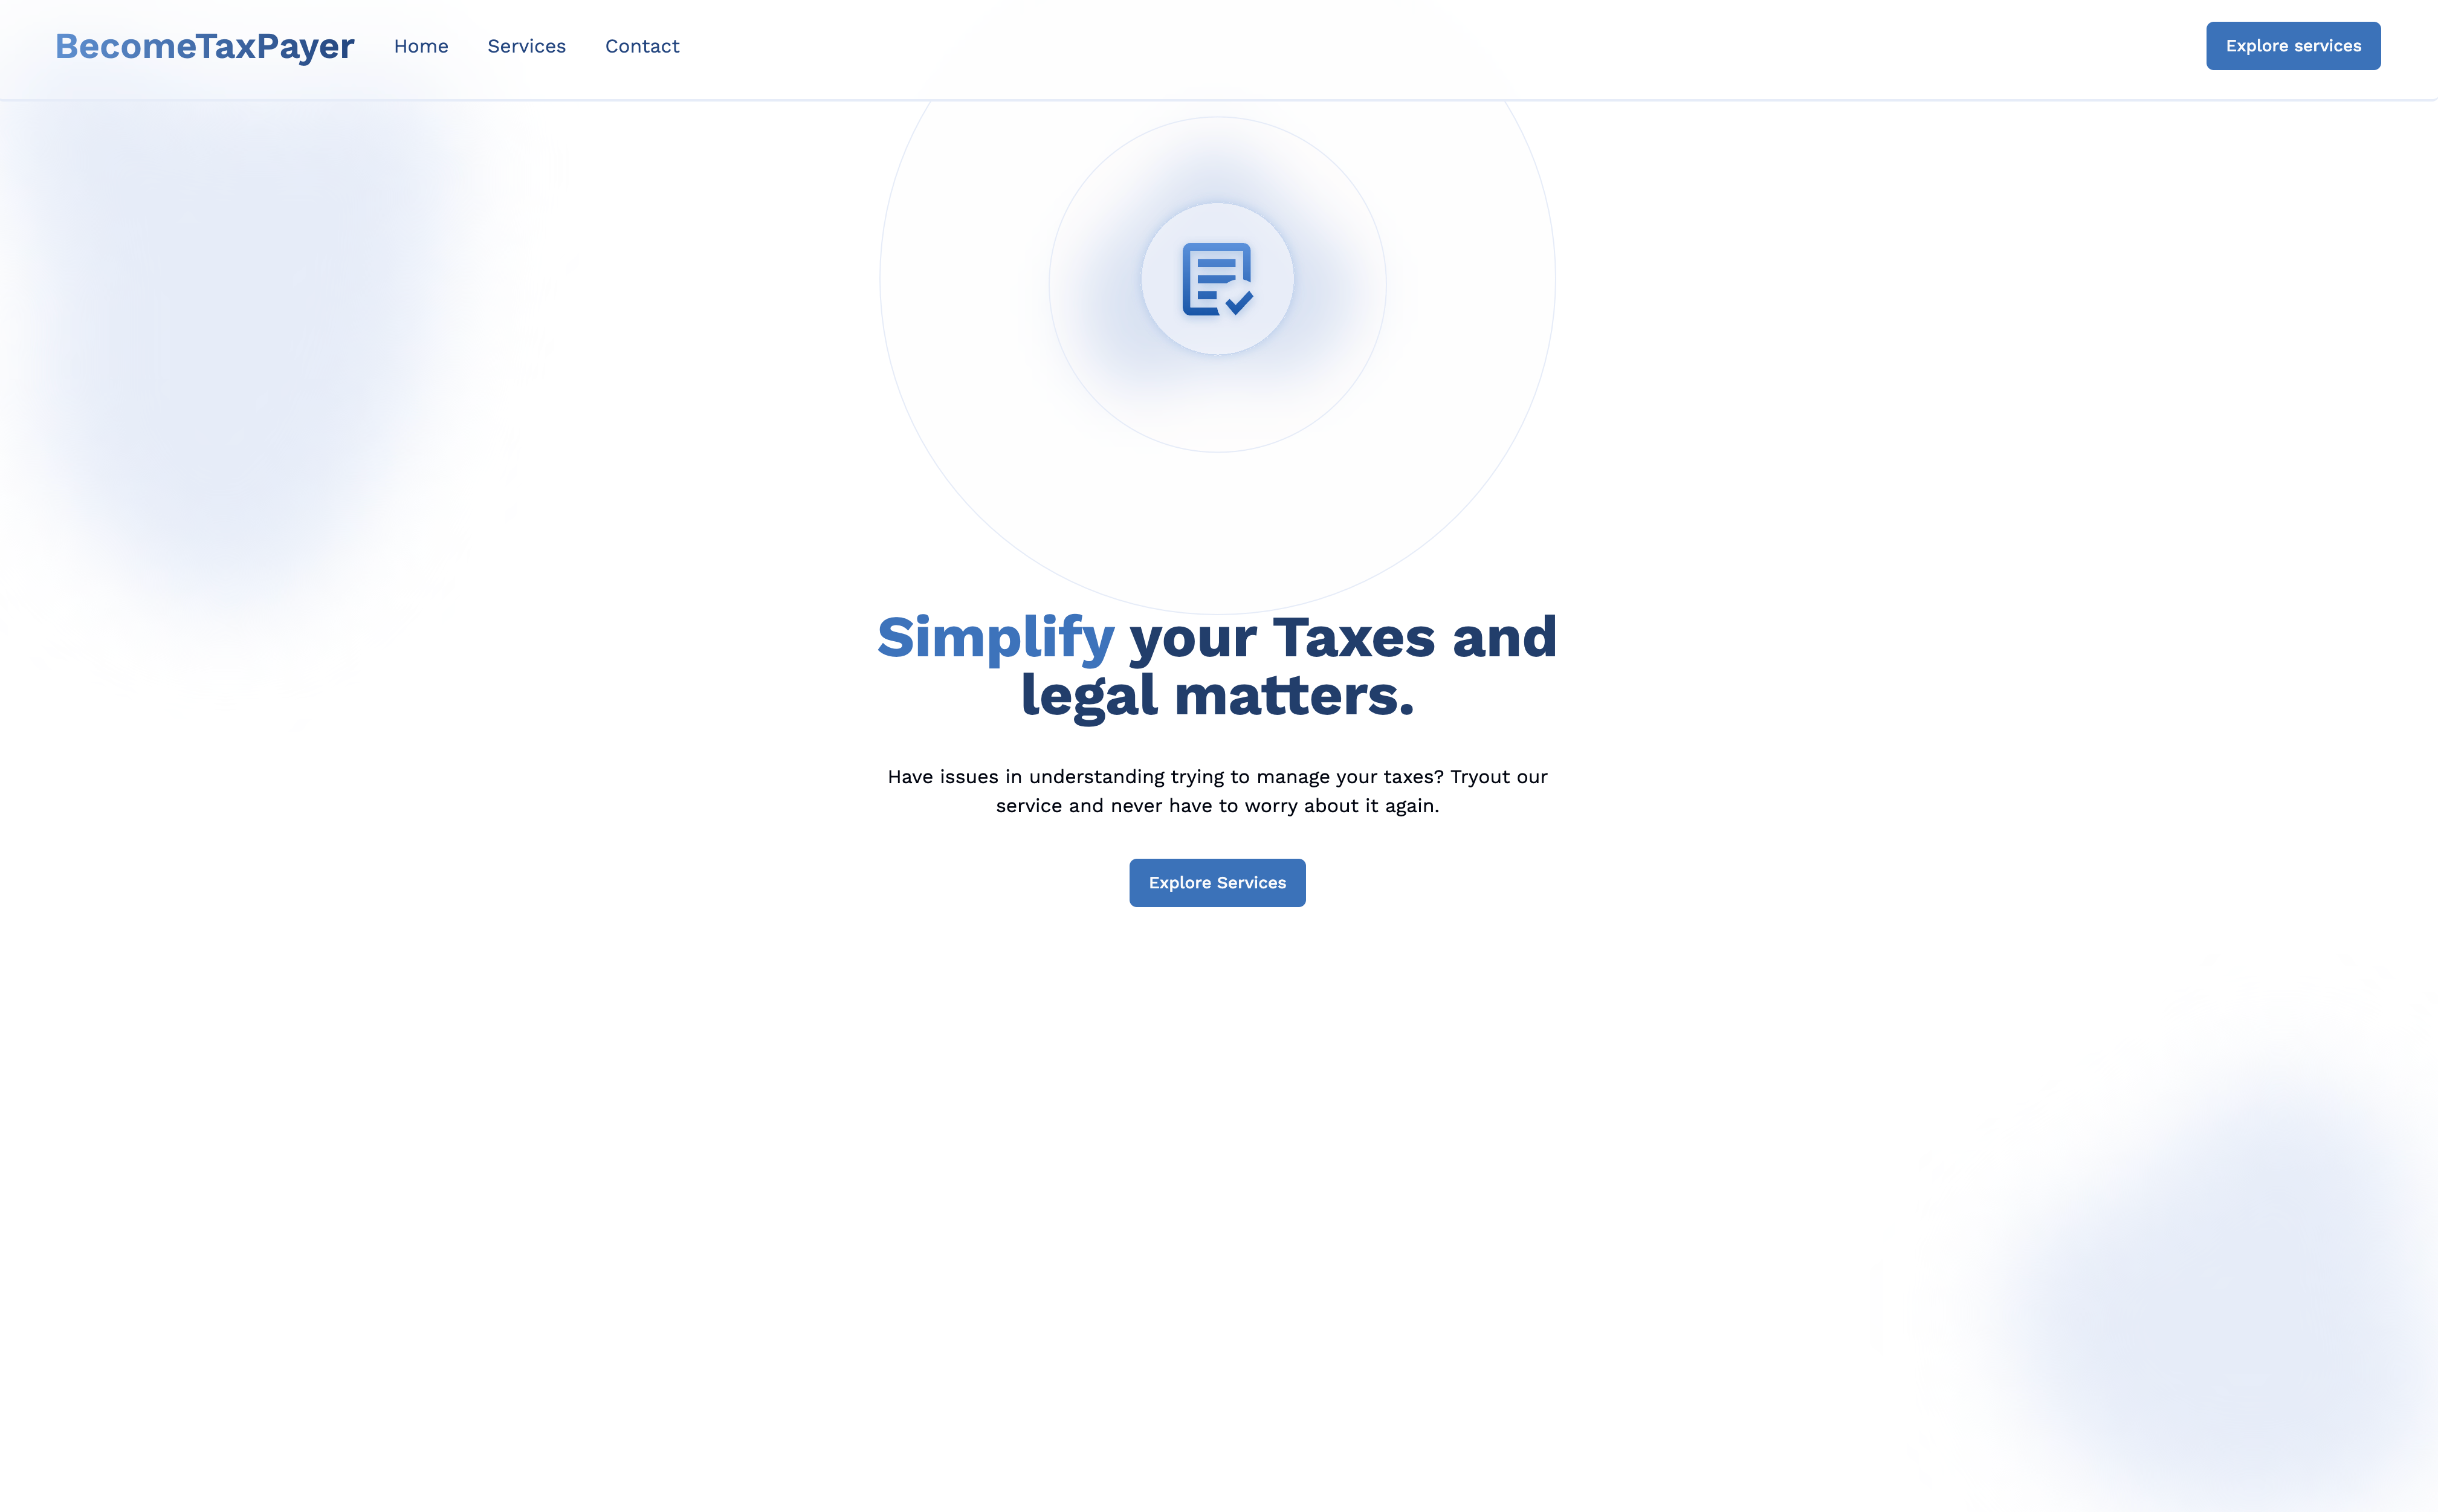 BecomeTaxPayer Home Services Contact Explore services
Simplify your Taxes and
legal matters.
Have issues in understanding trying to manage your taxes? Tryout our
service and never have to worry about it again.
Explore Services